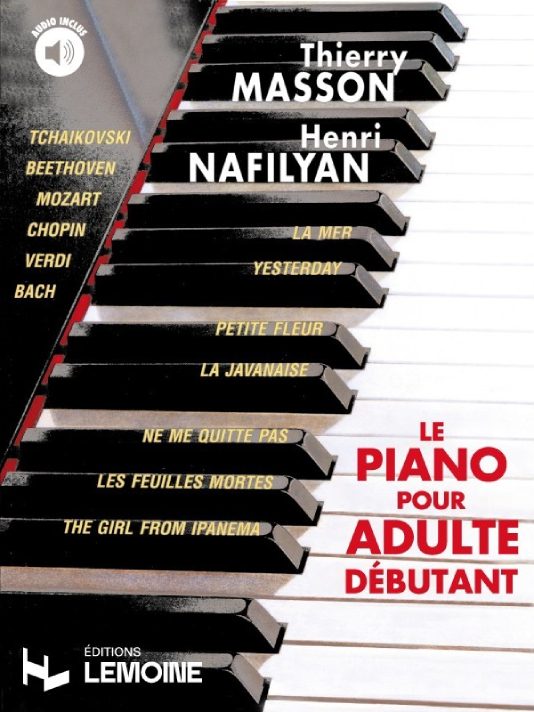 AUDIO INCLUS
Thierry
MASSON
Henri
NAFILYAN
TCHAIKOVSKI
BEETHOVEN
MOZART
CHOPIN
VERDI
BACH
LA MER
YESTERDAY
PETITE FLEUR
LA JAVANAISE
NE ME QUITTE PAS
LES FEUILLES MORTES
THE GIRL FROM IPANEMA
LE
PIANO
POUR
ADULTE
DÉBUTANT
ÉDITIONS
LEMOINE